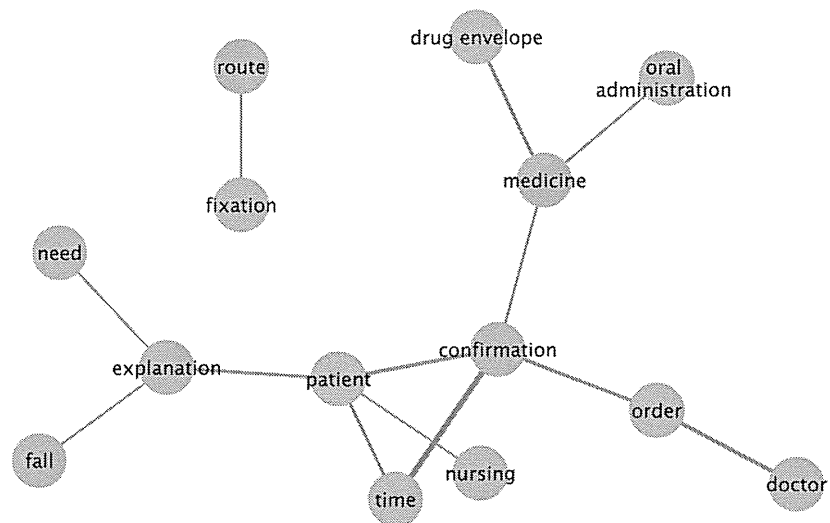 drug envelope
route
oral
administration
medicine
fixation
need
confirmation
explanation
patient
order
fall
nursing
doctor
time